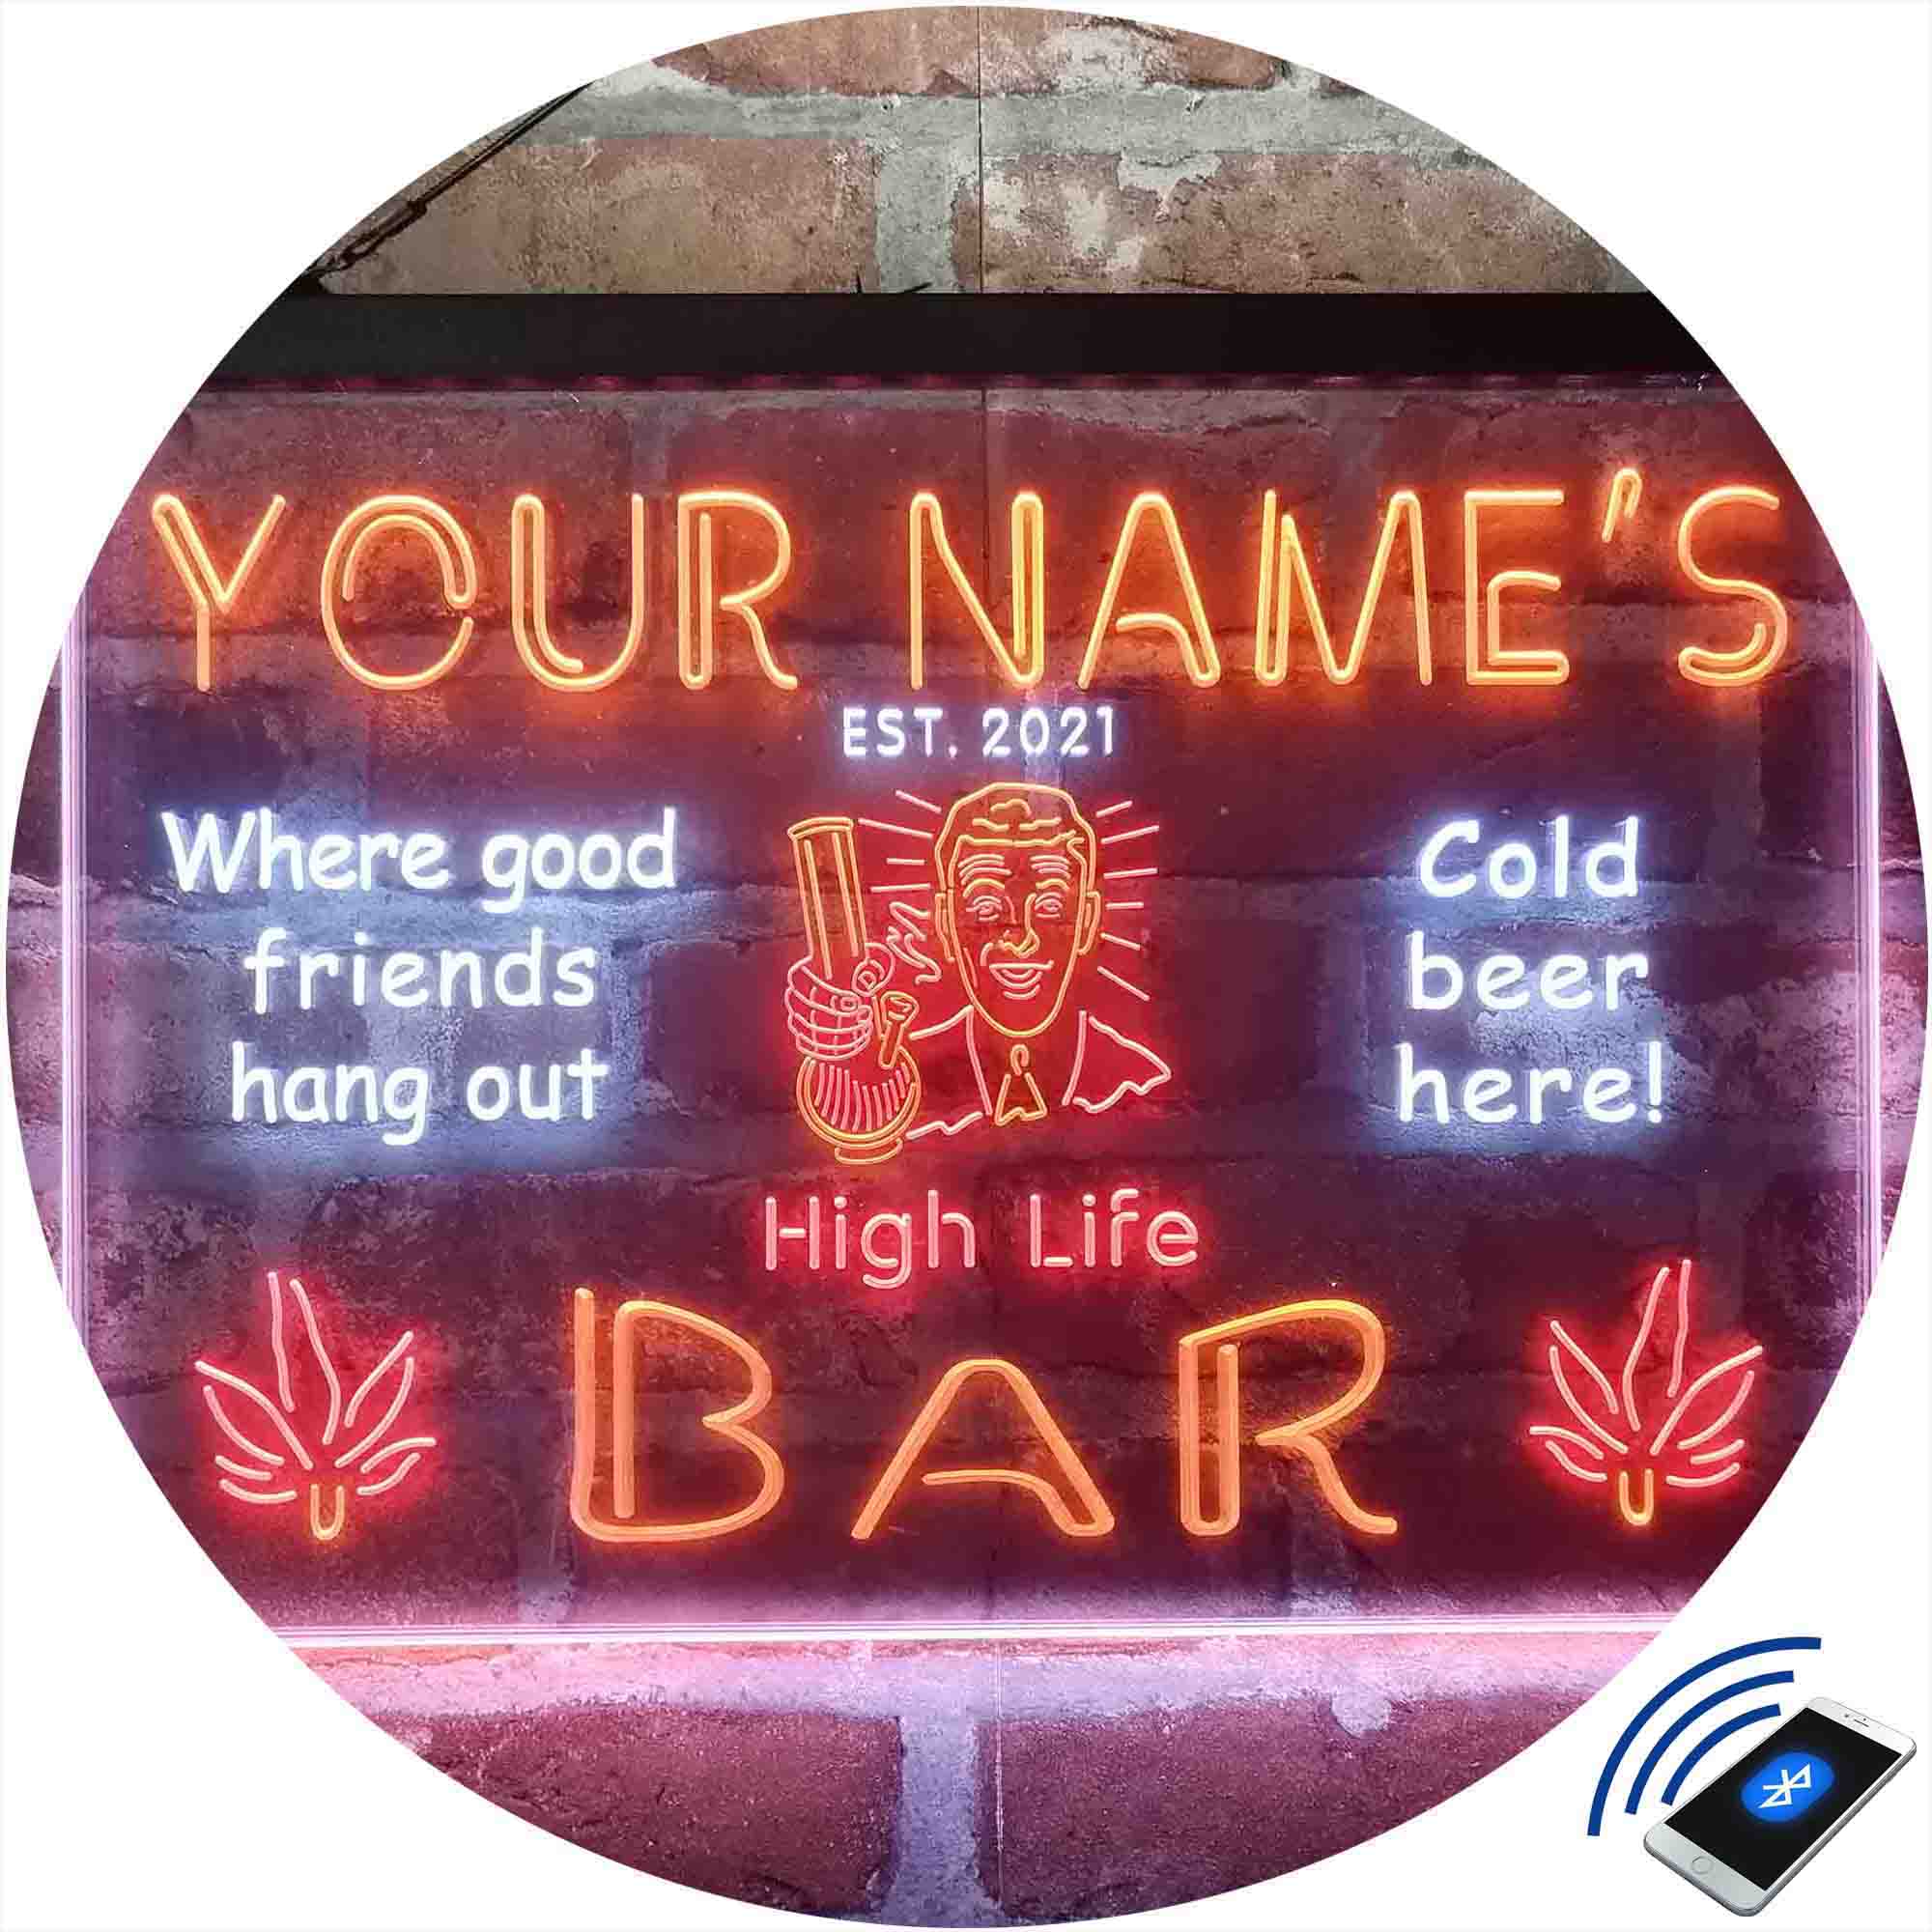 YOUR NAME'S
EST. 2021
Where good
friends
hang out
Cold
beer
here!
High Life
BAR